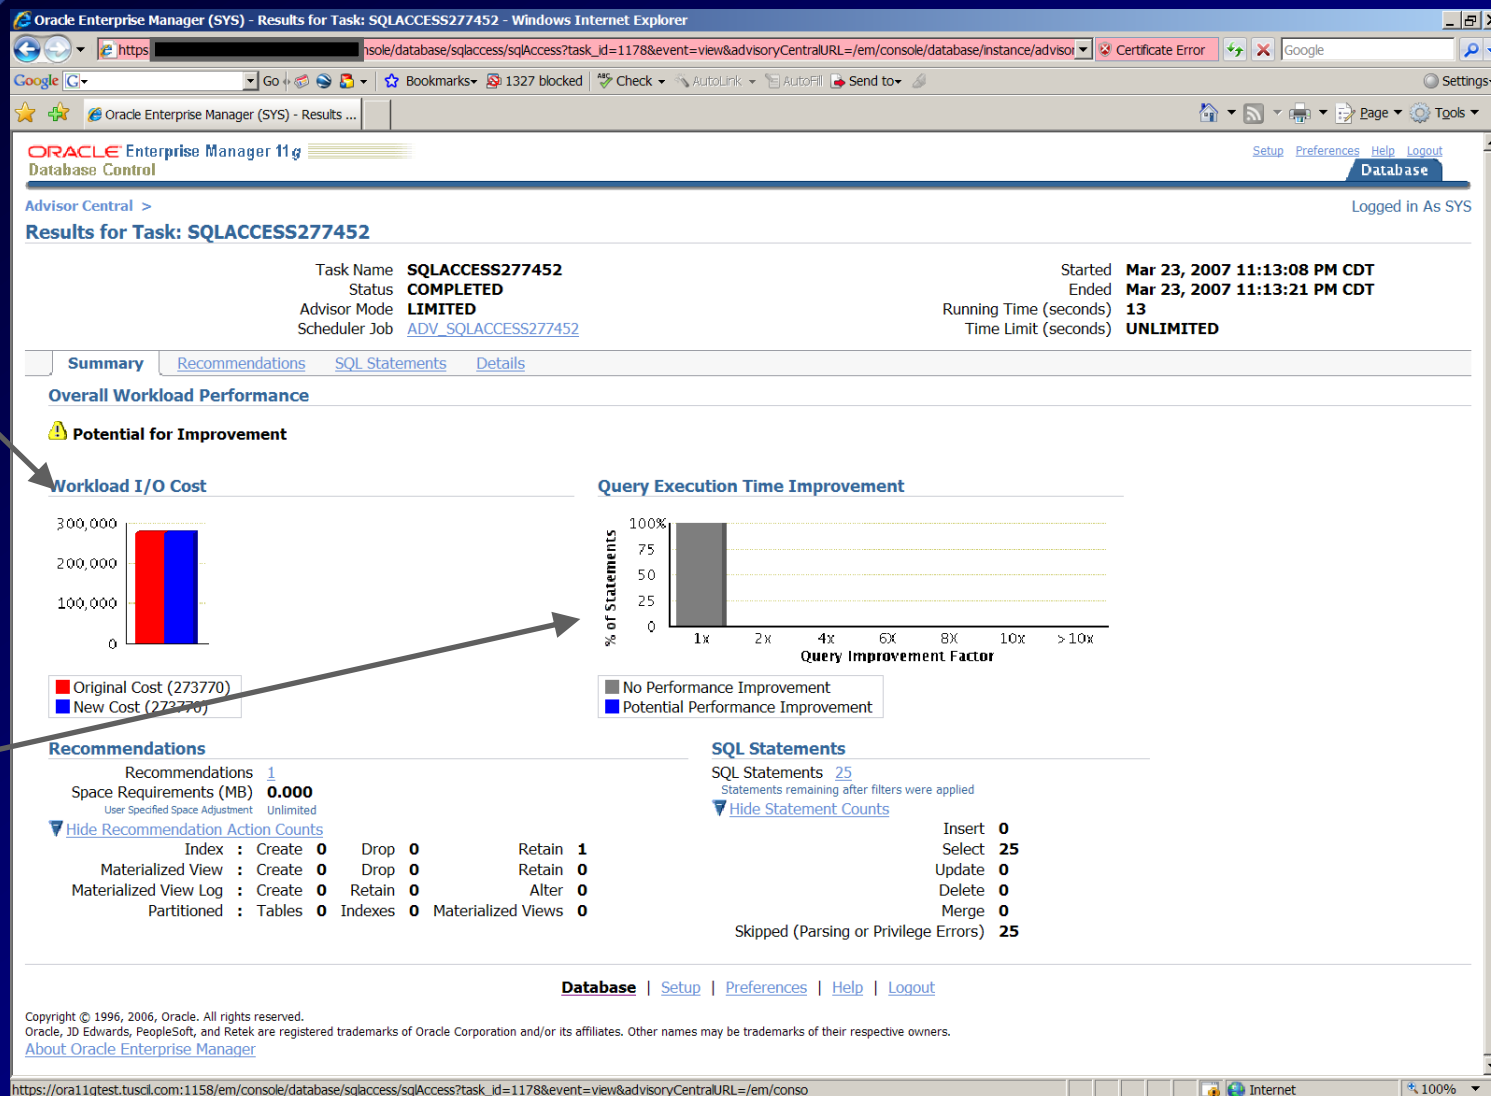 Oracle Enterprise Manager (SYS) - Results for Task: SQLACCESS277452 - Windows Internet Explorer
https nsole/database/sqlaccess/sqlAccess?task_id=1178&event=view&advisoryCentralURL=/em/console/database/instance/advisor Certificate Error Google
Google G Go Bookmarks 1327 blocked Check AutoLink AutoFill Send to Settings
Oracle Enterprise Manager (SYS) - Results ... Page Tools
ORACLE Enterprise Manager 11g
Database Control
Setup Preferences Help Logout
Database
Advisor Central >
Logged in As SYS
Results for Task: SQLACCESS277452
Task Name SQLACCESS277452
Status COMPLETED
Advisor Mode LIMITED
Scheduler Job ADV_SQLACCESS277452
Started Mar 23, 2007 11:13:08 PM CDT
Ended Mar 23, 2007 11:13:21 PM CDT
Running Time (seconds) 13
Time Limit (seconds) UNLIMITED
Summary Recommendations SQL Statements Details
Overall Workload Performance
Potential for Improvement
Workload I/O Cost
300,000
200,000
100,000
0
Original Cost (273770)
New Cost (273770)
Query Execution Time Improvement
% of Statements
100%
75
50
25
0
1x 2x 4x 6X 8X 10x >10x
Query Improvement Factor
No Performance Improvement
Potential Performance Improvement
Recommendations
Recommendations 1
Space Requirements (MB) 0.000
User Specified Space Adjustment Unlimited
Hide Recommendation Action Counts
Index : Create 0 Drop 0 Retain 1
Materialized View : Create 0 Drop 0 Retain 0
Materialized View Log : Create 0 Retain 0 Alter 0
Partitioned : Tables 0 Indexes 0 Materialized Views 0
SQL Statements
SQL Statements 25
Statements remaining after filters were applied
Hide Statement Counts
Insert 0
Select 25
Update 0
Delete 0
Merge 0
Skipped (Parsing or Privilege Errors) 25
Database | Setup | Preferences | Help | Logout
Copyright © 1996, 2006, Oracle. All rights reserved.
Oracle, JD Edwards, PeopleSoft, and Retek are registered trademarks of Oracle Corporation and/or its affiliates. Other names may be trademarks of their respective owners.
About Oracle Enterprise Manager
https://ora11gtest.tuscil.com:1158/em/console/database/sqlaccess/sqlAccess?task_id=1178&event=view&advisoryCentralURL=/em/conso Internet 100%